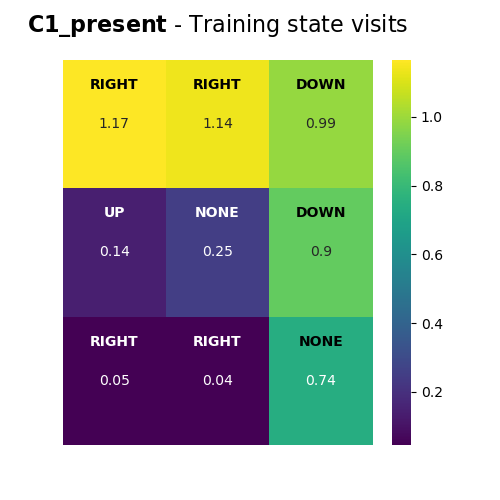 C1_present - Training state visits
RIGHT RIGHT DOWN
1.17 1.14 0.99
UP NONE DOWN
0.14 0.25 0.9
RIGHT RIGHT NONE
0.05 0.04 0.74
1.0
0.8
0.6
0.4
0.2